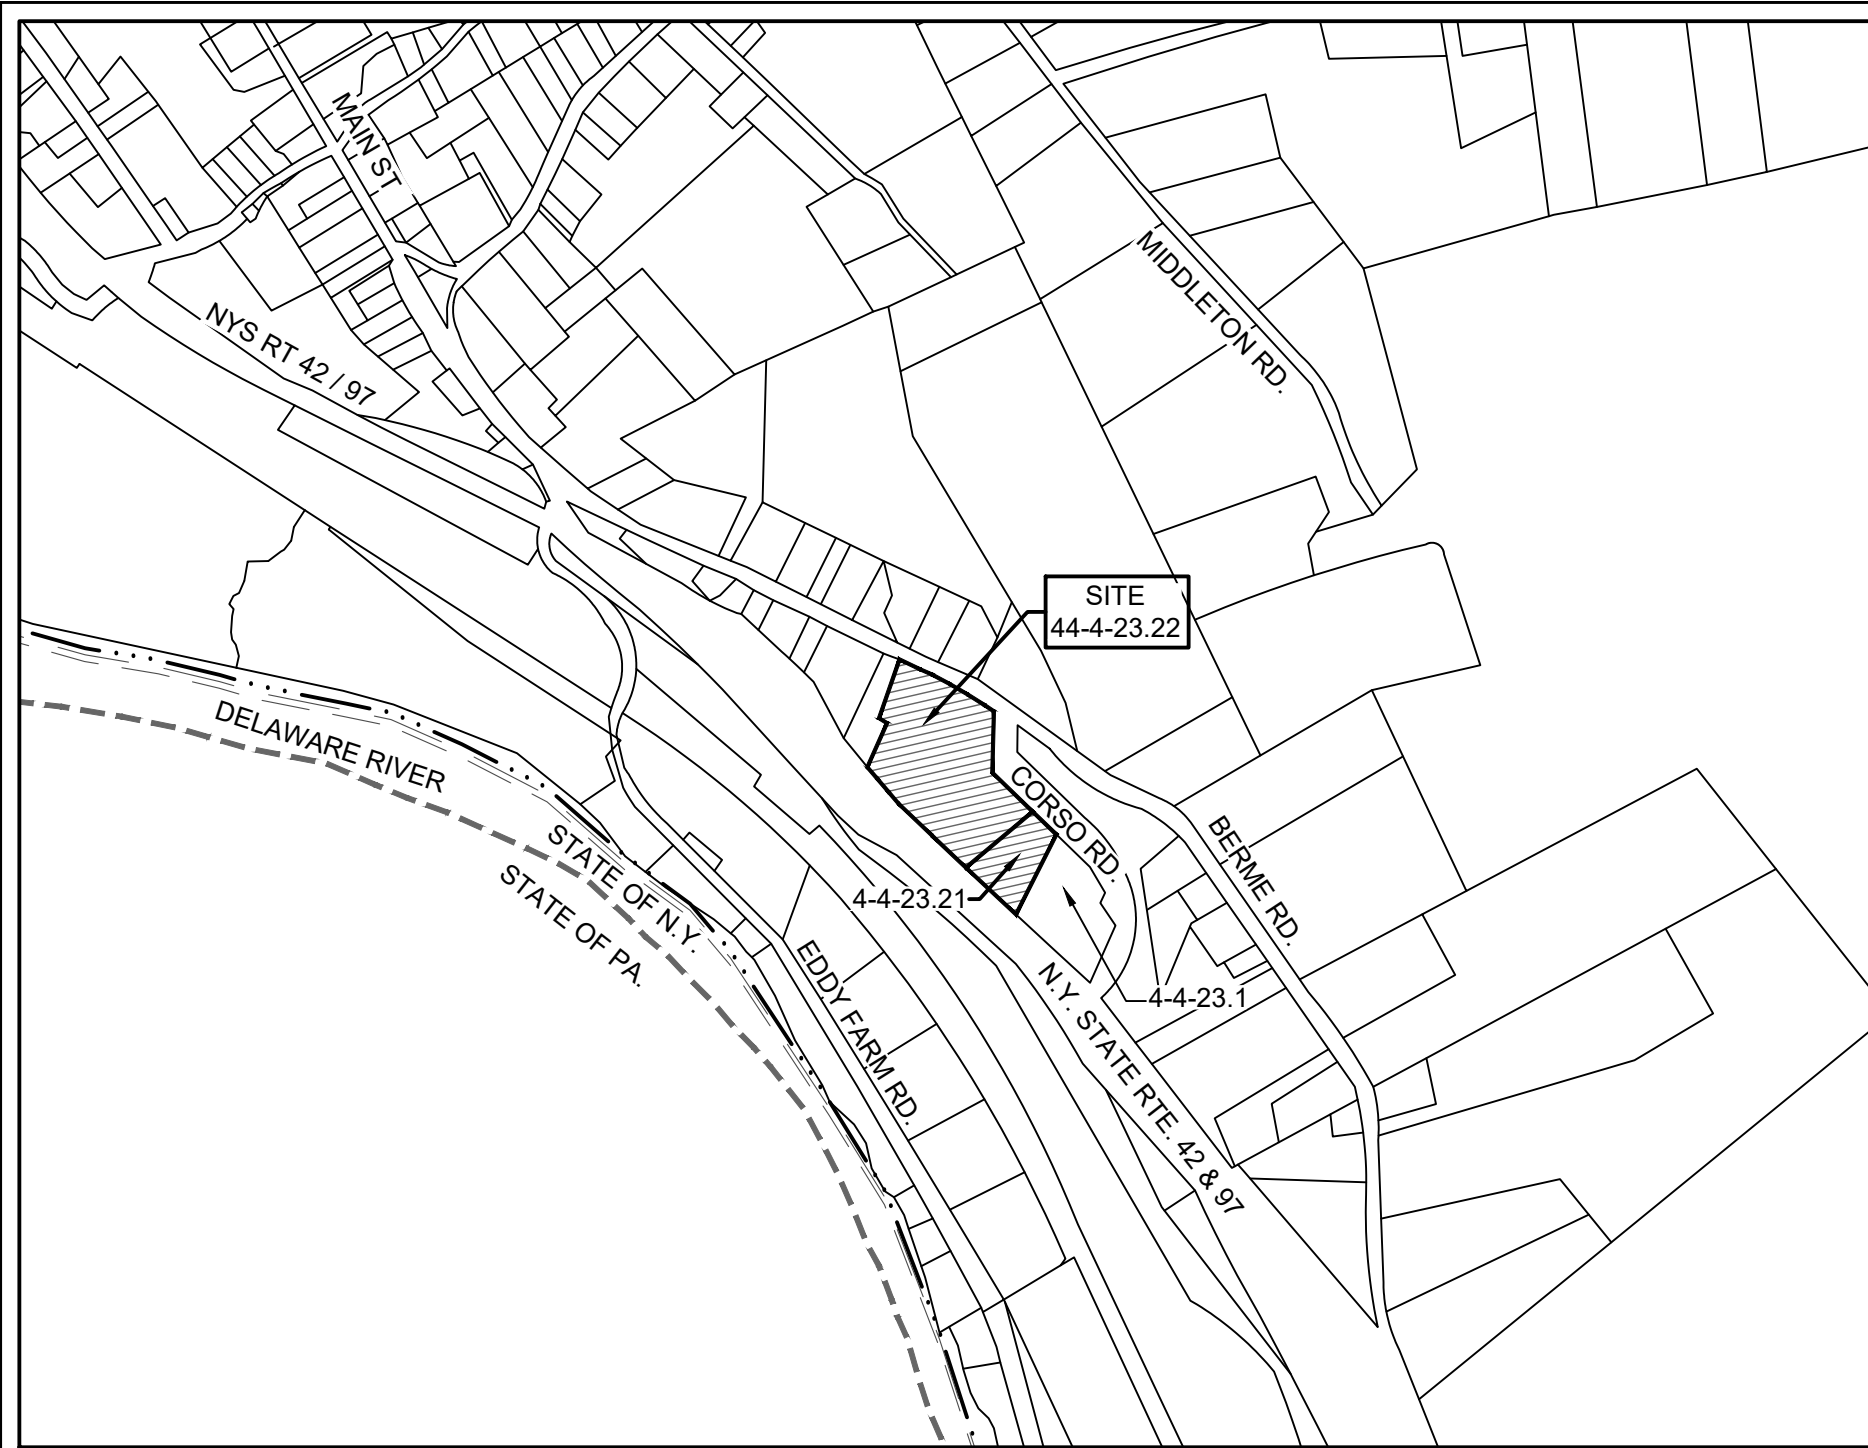 MAIN ST
MIDDLETON RD.
NYS RT 42 / 97
SITE
44-4-23.22
DELAWARE RIVER
CORSO RD.
BERME RD.
STATE OF N.Y.
STATE OF PA.
4-4-23.21
EDDY FARM RD.
4-4-23.1
N.Y. STATE RTE. 42 & 97